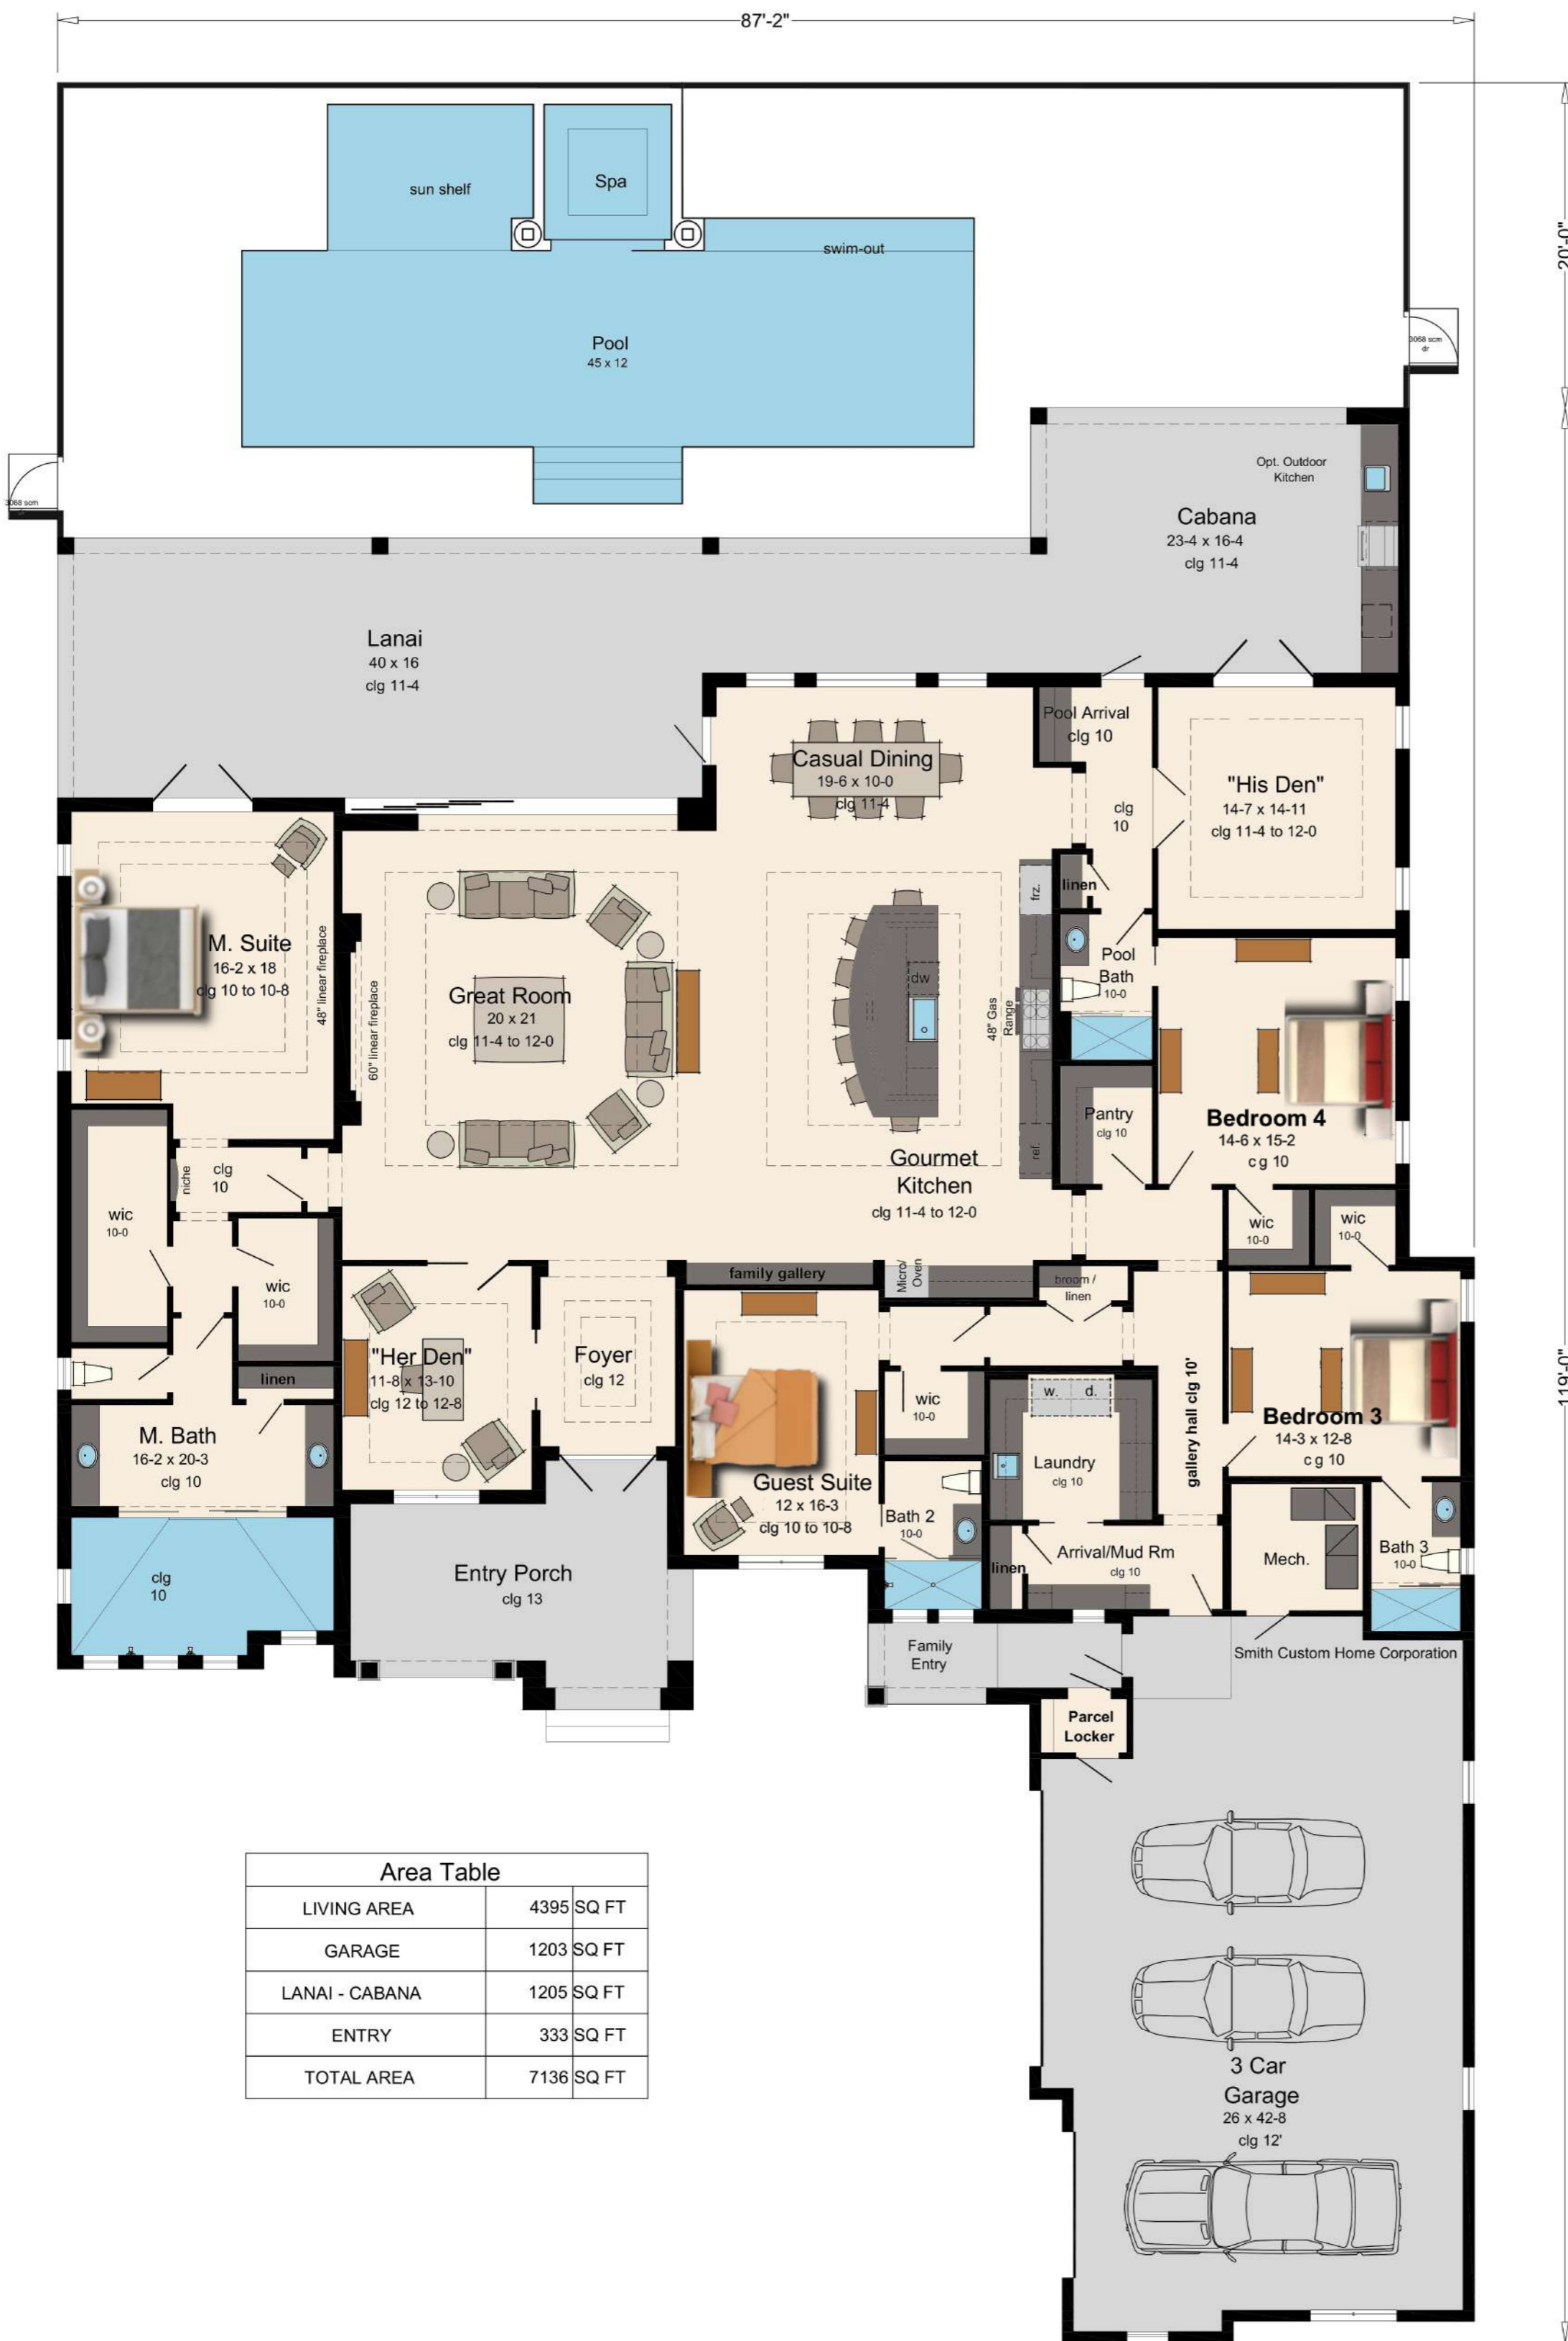 87'-2"
20'-0"
119'-0"
sun shelf
Spa
swim-out
Pool
45 x 12
3068 scm
dr
3068 scm
Opt. Outdoor
Kitchen
Cabana
23-4 x 16-4
clg 11-4
Lanai
40 x 16
clg 11-4
Pool Arrival
clg 10
Casual Dining
19-6 x 10-0
clg 11-4
clg
10
"His Den"
14-7 x 14-11
clg 11-4 to 12-0
linen
frz.
M. Suite
16-2 x 18
clg 10 to 10-8
48" linear fireplace
60" linear fireplace
Great Room
20 x 21
clg 11-4 to 12-0
dw
48" Gas
Range
Pool
Bath
10-0
Pantry
clg 10
ref.
Bedroom 4
14-6 x 15-2
c g 10
Gourmet
Kitchen
clg 11-4 to 12-0
niche
clg
10
wic
10-0
wic
10-0
wic
10-0
wic
10-0
family gallery
Micro/
Oven
broom /
linen
"Her Den"
11-8 x 13-10
clg 12 to 12-8
Foyer
clg 12
linen
wic
10-0
w.
d.
gallery hall clg 10'
Bedroom 3
14-3 x 12-8
c g 10
M. Bath
16-2 x 20-3
clg 10
Guest Suite
12 x 16-3
clg 10 to 10-8
Laundry
clg 10
Bath 2
10-0
linen
Arrival/Mud Rm
clg 10
Mech.
Bath 3
10-0
clg
10
Entry Porch
clg 13
Family
Entry
Smith Custom Home Corporation
Parcel
Locker
Area Table
LIVING AREA 4395 SQ FT
GARAGE 1203 SQ FT
LANAI - CABANA 1205 SQ FT
ENTRY 333 SQ FT
TOTAL AREA 7136 SQ FT
3 Car
Garage
26 x 42-8
clg 12'